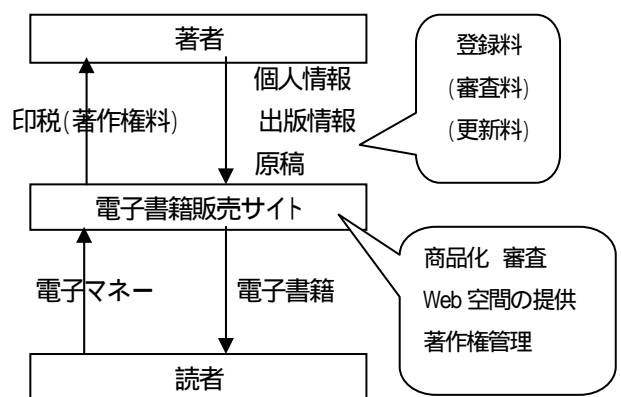 著者
登録料
(審査料)
(更新料)
個人情報
印税(著作権料)
出版情報
原稿
電子書籍販売サイト
商品化 審査
Web 空間の提供
著作権管理
電子マネー
電子書籍
読者